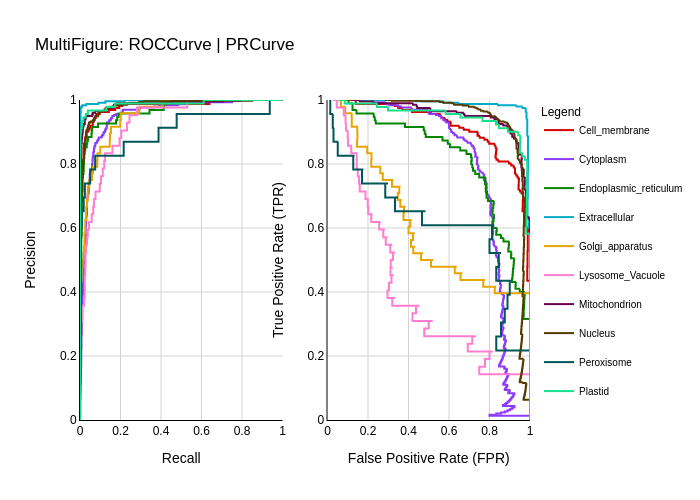 MultiFigure: ROCCurve | PRCurve
Precision
1
0.8
0.6
0.4
0.2
0
0 0.2 0.4 0.6 0.8 1
Recall
True Positive Rate (TPR)
1
0.8
0.6
0.4
0.2
0
0 0.2 0.4 0.6 0.8 1
False Positive Rate (FPR)
Legend
Cell_membrane
Cytoplasm
Endoplasmic_reticulum
Extracellular
Golgi_apparatus
Lysosome_Vacuole
Mitochondrion
Nucleus
Peroxisome
Plastid